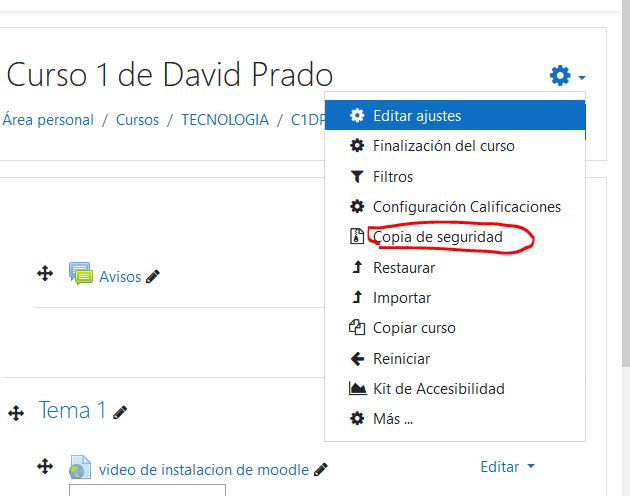 Curso 1 de David Prado
Área personal / Cursos / TECNOLOGIA / C1DP
Editar ajustes
Finalización del curso
Filtros
Configuración Calificaciones
Copia de seguridad
Restaurar
Importar
Copiar curso
Reiniciar
Kit de Accesibilidad
Más ...
Avisos
Tema 1
video de instalacion de moodle
Editar